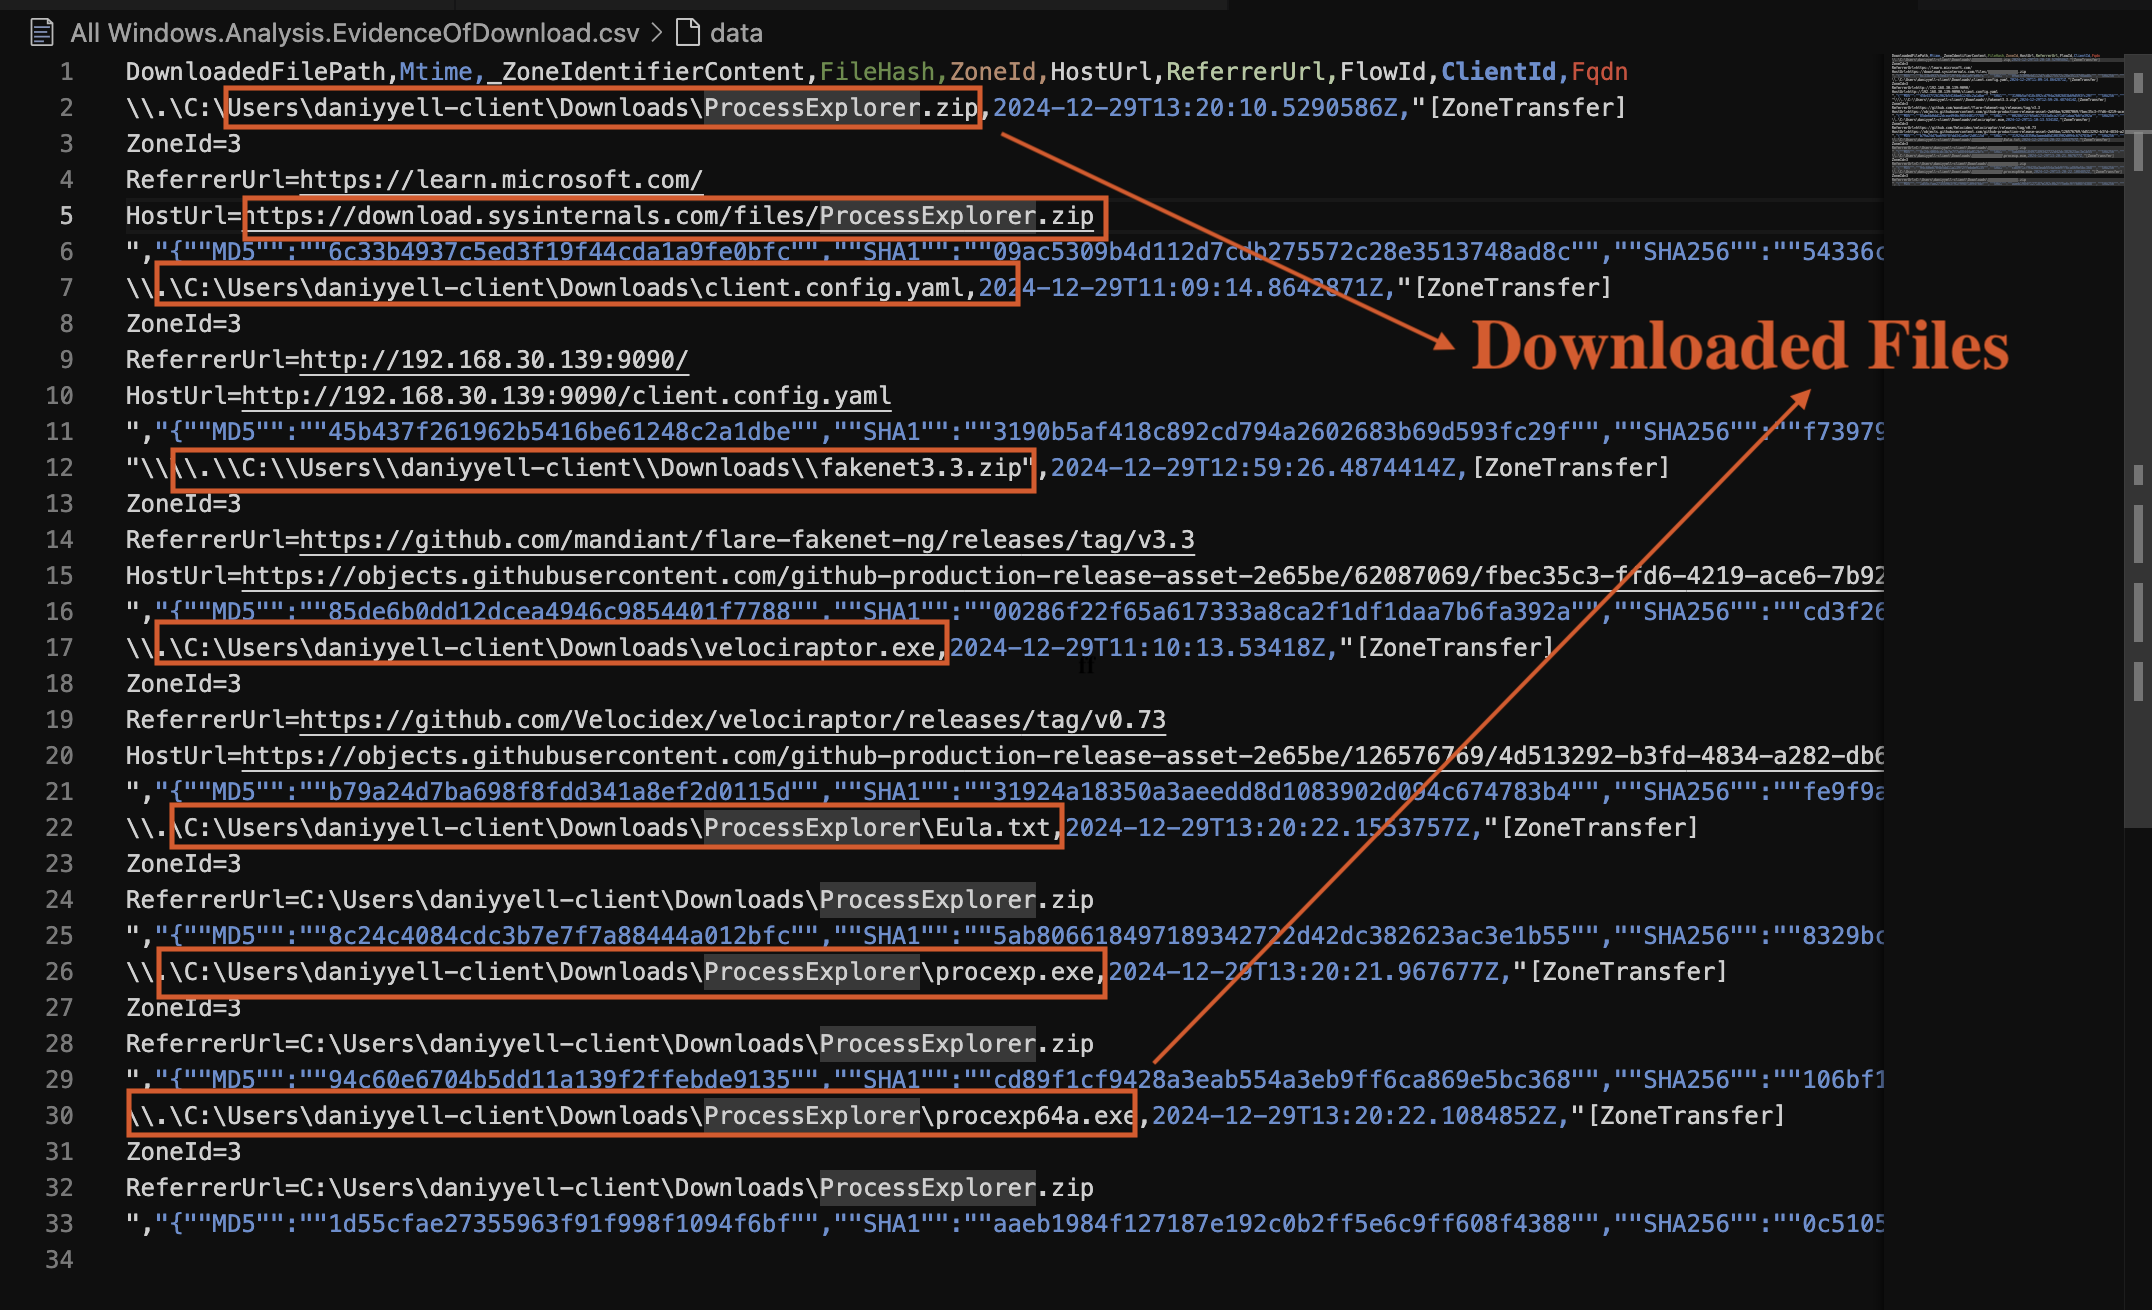 All Windows.Analysis.EvidenceOfDownload.csv > data
1 DownloadedFilePath,Mtime,_ZoneIdentifierContent,FileHash,ZoneId,HostUrl,ReferrerUrl,FlowId,ClientId,Fqdn
2 \\.\C:\Users\daniyyell-client\Downloads\ProcessExplorer.zip,2024-12-29T13:20:10.5290586Z,"[ZoneTransfer]
3 ZoneId=3
4 ReferrerUrl=https://learn.microsoft.com/
5 HostUrl=https://download.sysinternals.com/files/ProcessExplorer.zip
6 ","{""MD5"":""6c33b4937c5ed3f19f44cda1a9fe0bfc"",""SHA1"":""09ac5309b4d112d7cdb275572c28e3513748ad8c"",""SHA256"":""54336c
7 \\.\C:\Users\daniyyell-client\Downloads\client.config.yaml,2024-12-29T11:09:14.8642871Z,"[ZoneTransfer]
8 ZoneId=3
Downloaded Files
9 ReferrerUrl=http://192.168.30.139:9090/
10 HostUrl=http://192.168.30.139:9090/client.config.yaml
11 ","{""MD5"":""45b437f261962b5416be61248c2a1dbe"",""SHA1"":""3190b5af418c892cd794a2602683b69d593fc29f"",""SHA256"":""f73979
12 "\\\\.\\C:\\Users\\daniyyell-client\\Downloads\\fakenet3.3.zip",2024-12-29T12:59:26.4874414Z,[ZoneTransfer]
13 ZoneId=3
14 ReferrerUrl=https://github.com/mandiant/flare-fakenet-ng/releases/tag/v3.3
15 HostUrl=https://objects.githubusercontent.com/github-production-release-asset-2e65be/62087069/fbec35c3-ffd6-4219-ace6-7b92
16 ","{""MD5"":""85de6b0dd12dcea4946c9854401f7788"",""SHA1"":""00286f22f65a617333a8ca2f1df1daa7b6fa392a"",""SHA256"":""cd3f26
17 \\.\C:\Users\daniyyell-client\Downloads\velociraptor.exe,2024-12-29T11:10:13.53418Z,"[ZoneTransfer]
ff
18 ZoneId=3
19 ReferrerUrl=https://github.com/Velocidex/velociraptor/releases/tag/v0.73
20 HostUrl=https://objects.githubusercontent.com/github-production-release-asset-2e65be/126576769/4d513292-b3fd-4834-a282-db6
21 ","{""MD5"":""b79a24d7ba698f8fdd341a8ef2d0115d"",""SHA1"":""31924a18350a3aeedd8d1083902d094c674783b4"",""SHA256"":""fe9f9a
22 \\.\C:\Users\daniyyell-client\Downloads\ProcessExplorer\Eula.txt,2024-12-29T13:20:22.1553757Z,"[ZoneTransfer]
23 ZoneId=3
24 ReferrerUrl=C:\Users\daniyyell-client\Downloads\ProcessExplorer.zip
25 ","{""MD5"":""8c24c4084cdc3b7e7f7a88444a012bfc"",""SHA1"":""5ab806618497189342722d42dc382623ac3e1b55"",""SHA256"":""8329bc
26 \\.\C:\Users\daniyyell-client\Downloads\ProcessExplorer\procexp.exe,2024-12-29T13:20:21.967677Z,"[ZoneTransfer]
27 ZoneId=3
28 ReferrerUrl=C:\Users\daniyyell-client\Downloads\ProcessExplorer.zip
29 ","{""MD5"":""94c60e6704b5dd11a139f2ffebde9135"",""SHA1"":""cd89f1cf9428a3eab554a3eb9ff6ca869e5bc368"",""SHA256"":""106bf1
30 \\.\C:\Users\daniyyell-client\Downloads\ProcessExplorer\procexp64a.exe,2024-12-29T13:20:22.1084852Z,"[ZoneTransfer]
31 ZoneId=3
32 ReferrerUrl=C:\Users\daniyyell-client\Downloads\ProcessExplorer.zip
33 ","{""MD5"":""1d55cfae27355963f91f998f1094f6bf"",""SHA1"":""aaeb1984f127187e192c0b2ff5e6c9ff608f4388"",""SHA256"":""0c5105
34